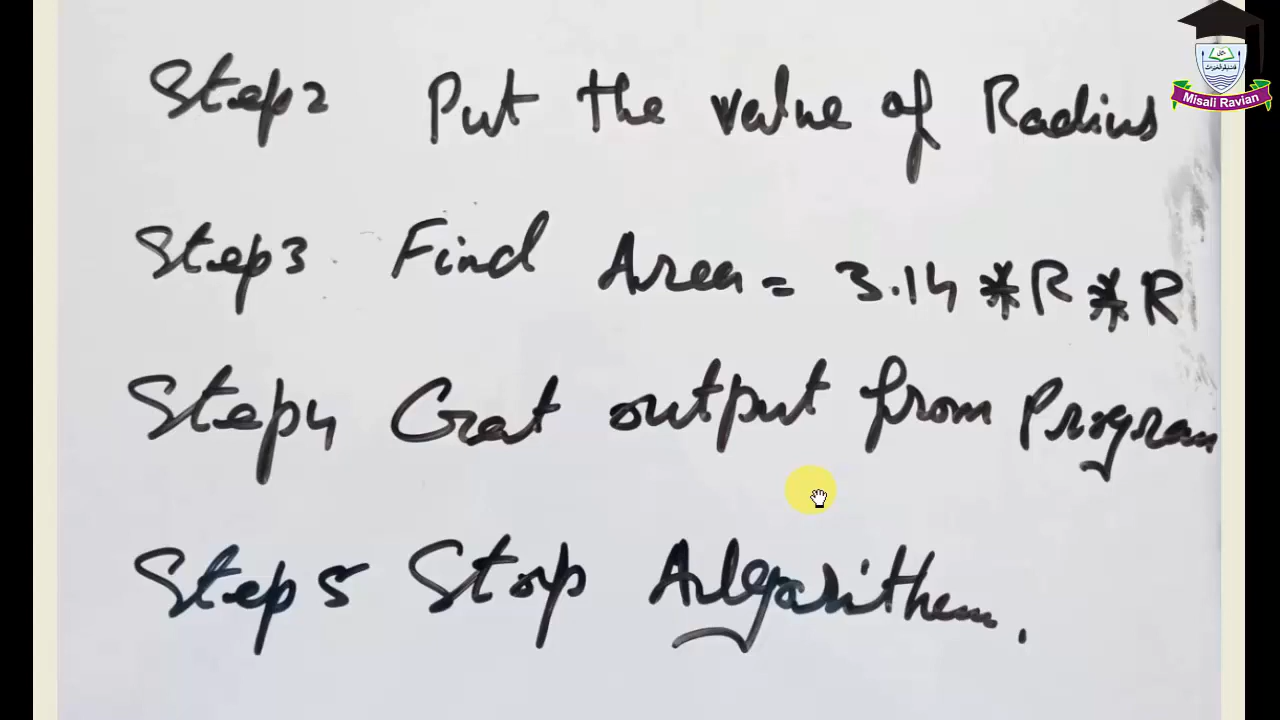 Step2 Put the value of Radius
Step3 Find Area = 3.14 *R *R
Step4 Get output from Program
Step5 Stop Algorithem.
Misali Ravian